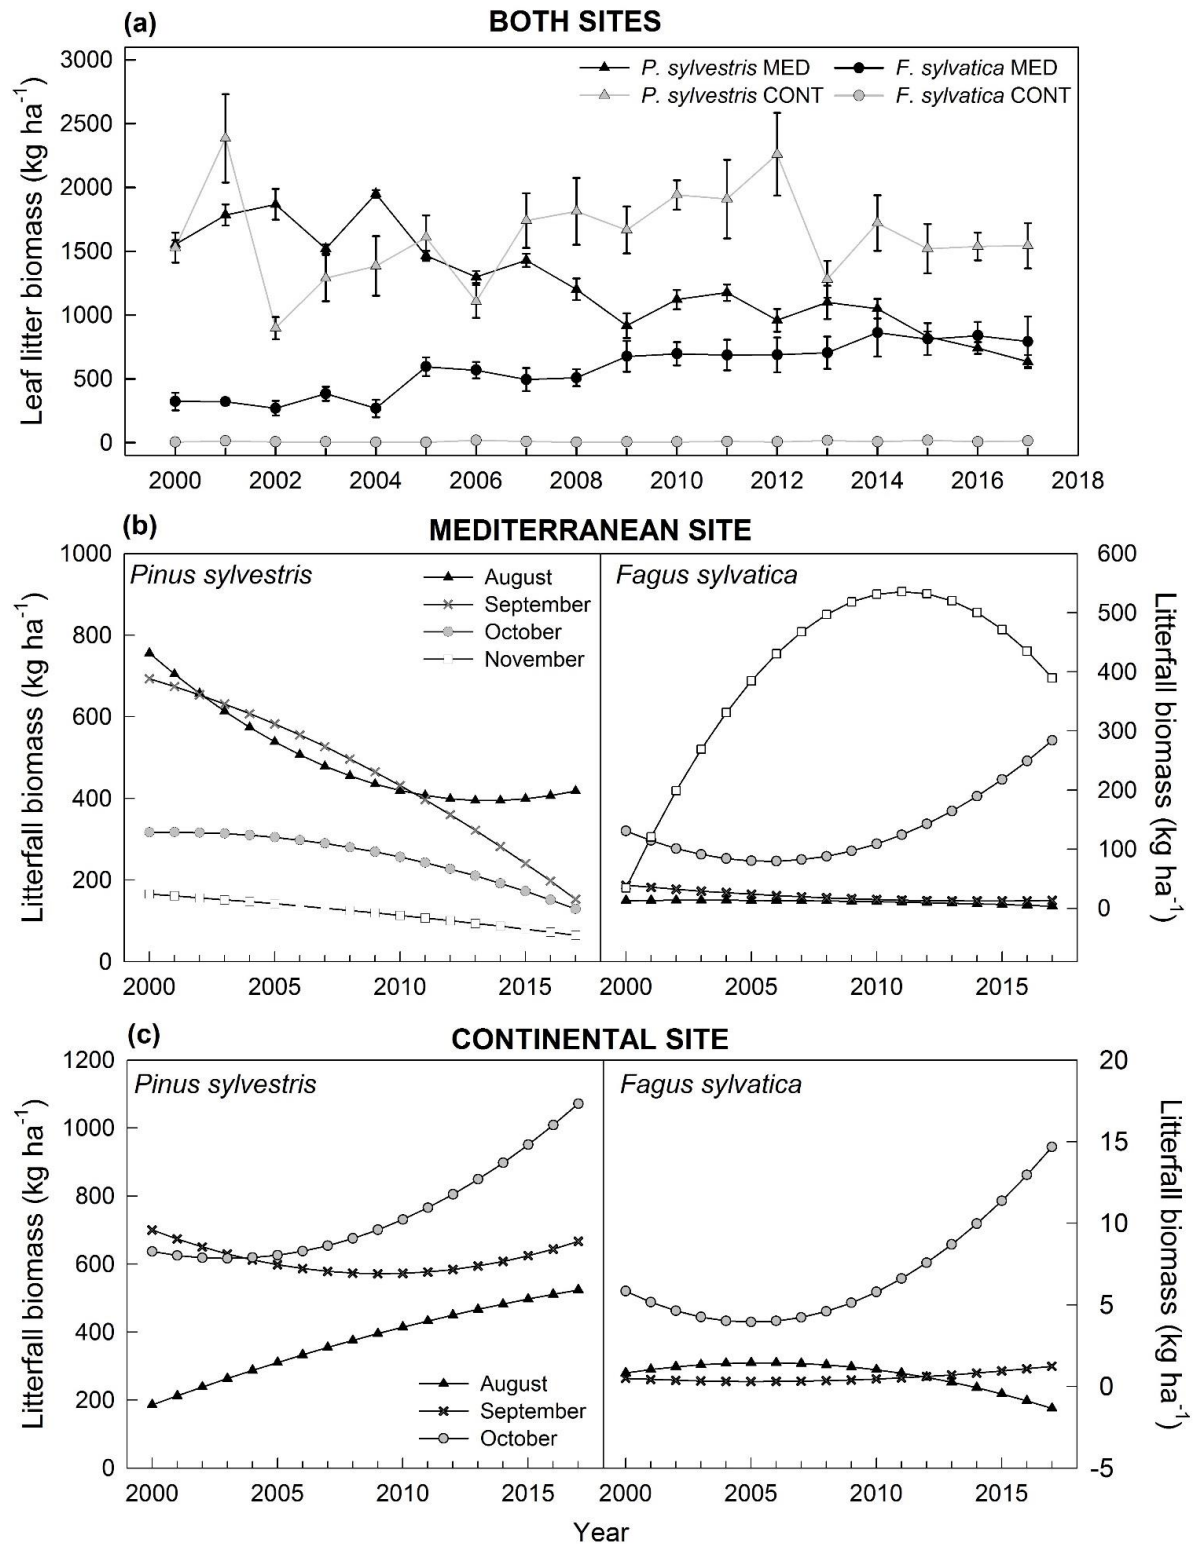 (a) BOTH SITES
3000
2500
2000
1500
1000
500
0
Leaf litter biomass (kg ha⁻¹)
P. sylvestris MED
F. sylvatica MED
P. sylvestris CONT
F. sylvatica CONT
2000 2002 2004 2006 2008 2010 2012 2014 2016 2018
(b) MEDITERRANEAN SITE
1000
800
600
400
200
0
Litterfall biomass (kg ha⁻¹)
Pinus sylvestris
August
September
October
November
2000 2005 2010 2015
Fagus sylvatica
600
500
400
300
200
100
0
Litterfall biomass (kg ha⁻¹)
2000 2005 2010 2015
(c) CONTINENTAL SITE
1200
1000
800
600
400
200
0
Litterfall biomass (kg ha⁻¹)
Pinus sylvestris
August
September
October
2000 2005 2010 2015
Fagus sylvatica
20
15
10
5
0
-5
Litterfall biomass (kg ha⁻¹)
2000 2005 2010 2015
Year